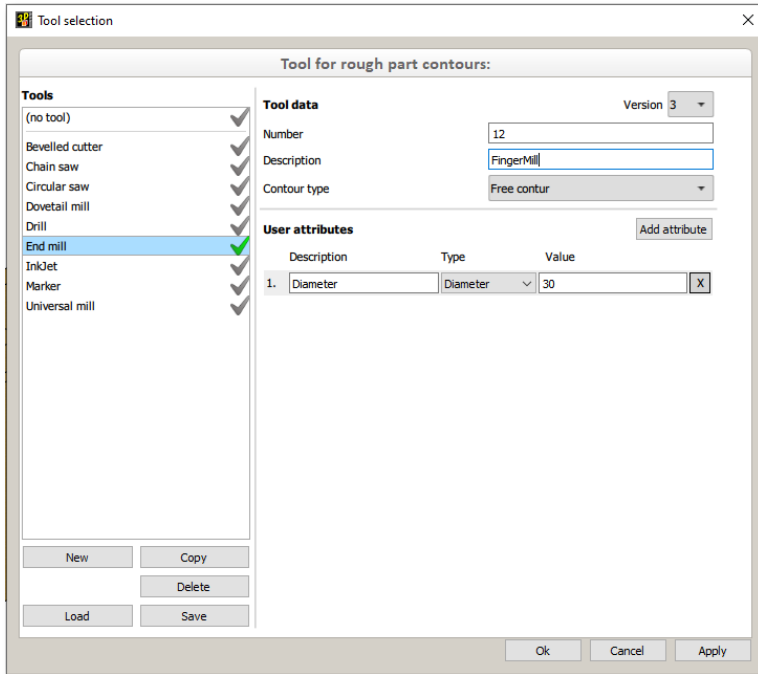 Tool selection
Tool for rough part contours:
Tools
(no tool)
Bevelled cutter
Chain saw
Circular saw
Dovetail mill
Drill
End mill
InkJet
Marker
Universal mill
New Copy
Delete
Load Save
Tool data Version 3
Number 12
Description FingerMill
Contour type Free contur
User attributes Add attribute
Description Type Value
1. Diameter Diameter 30 X
Ok Cancel Apply